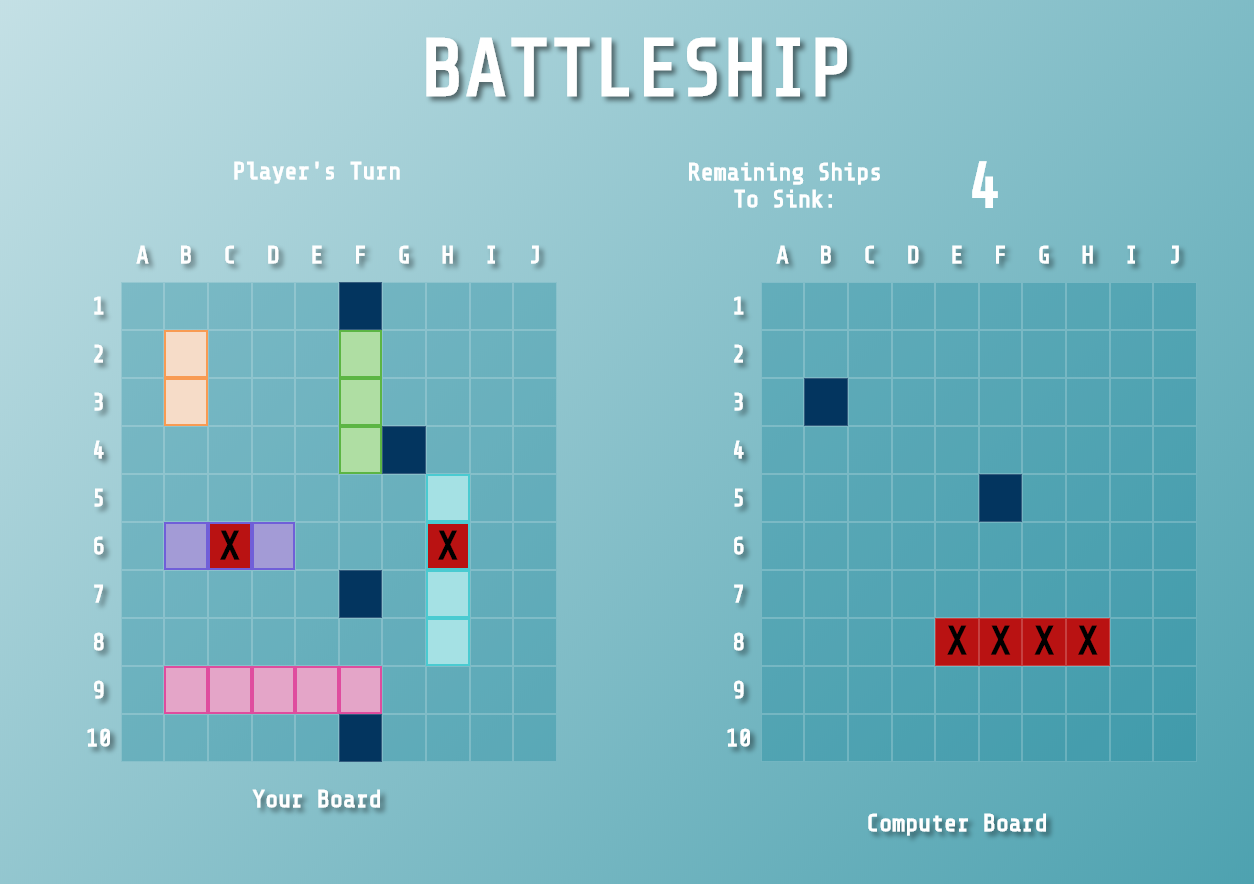 BATTLESHIP
Player's Turn
Remaining Ships
To Sink:
4
A B C D E F G H I J
1
2
3
4
5
6 X X
7
8
9
10
Your Board
A B C D E F G H I J
1
2
3
4
5
6
7
8 X X X X
9
10
Computer Board